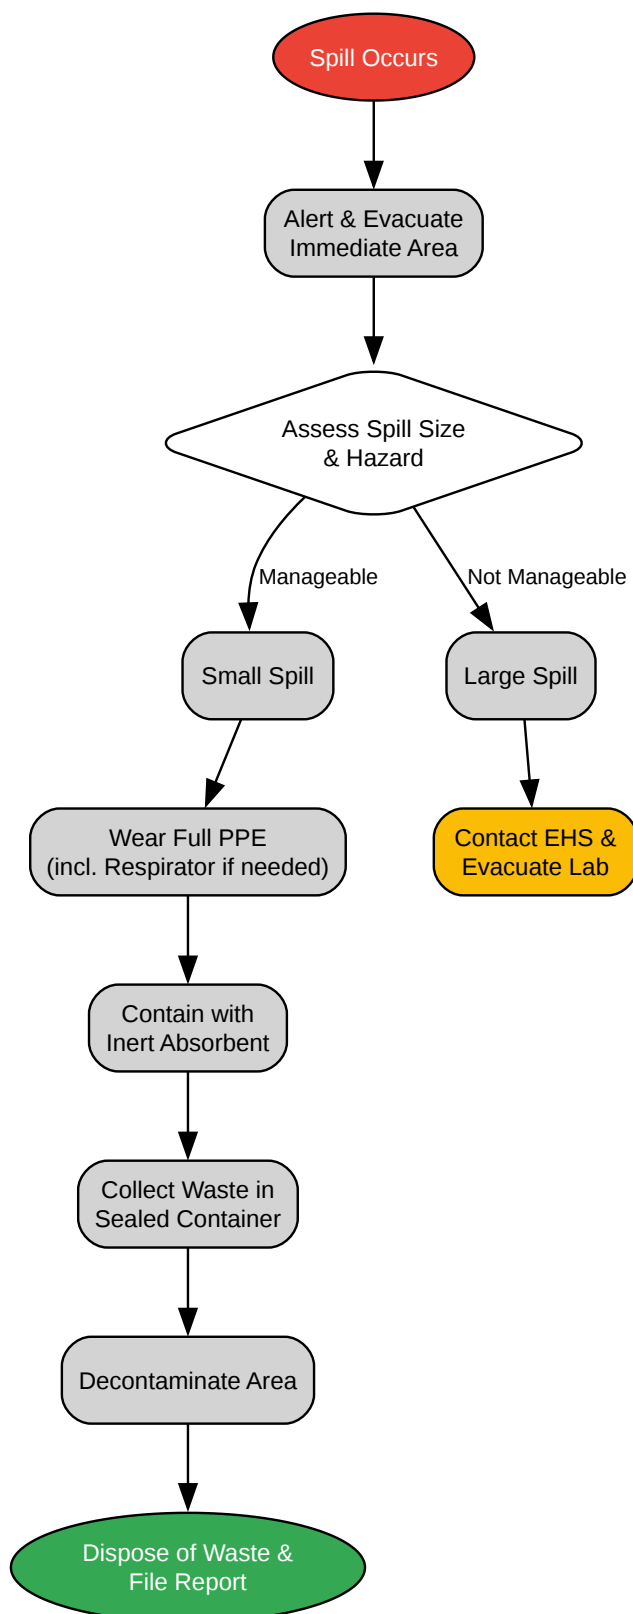 Spill Occurs
Alert & Evacuate
Immediate Area
Assess Spill Size
& Hazard
Manageable
Not Manageable
Small Spill
Large Spill
Wear Full PPE
(incl. Respirator if needed)
Contact EHS &
Evacuate Lab
Contain with
Inert Absorbent
Collect Waste in
Sealed Container
Decontaminate Area
Dispose of Waste &
File Report